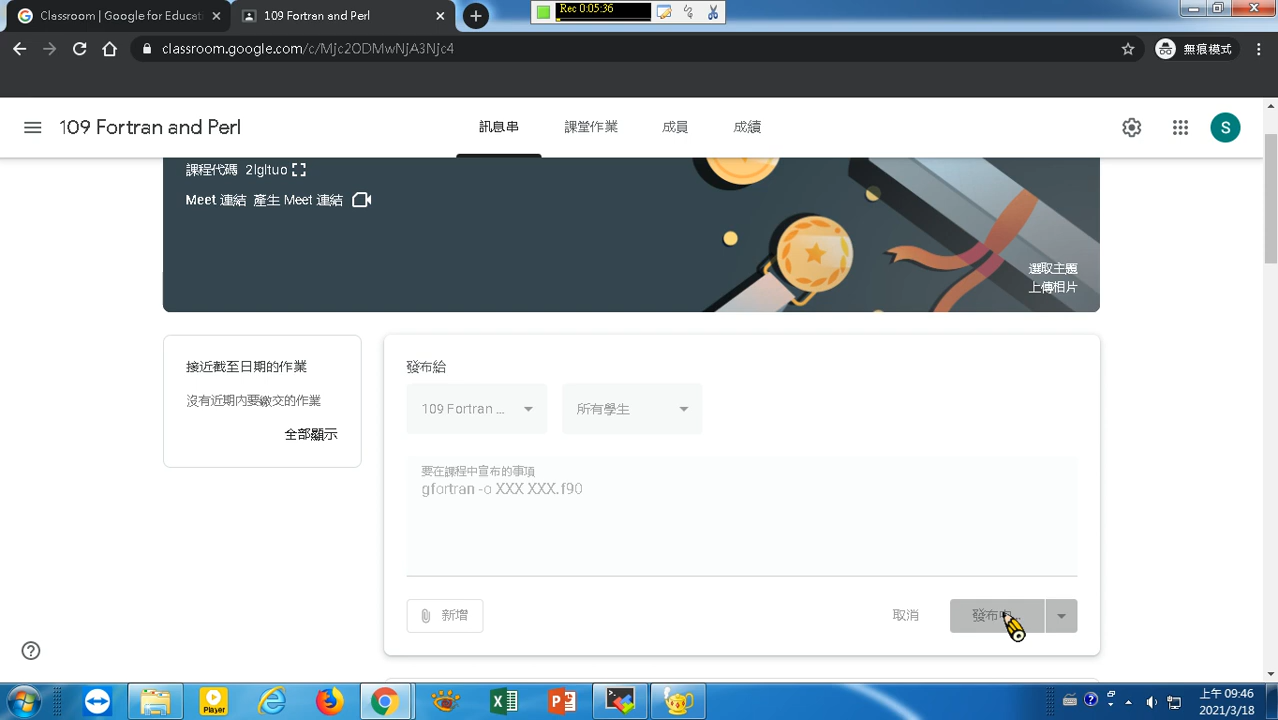 Classroom | Google for Educat
109 Fortran and Perl
Rec 0:05:36
classroom.google.com/c/Mjc2ODMwNjA3Njc4
無痕模式
109 Fortran and Perl
訊息串
課堂作業
成員
成績
S
課程代碼 2lgltuo
Meet 連結 產生 Meet 連結
選取主題
上傳相片
接近截至日期的作業
沒有近期內要繳交的作業
全部顯示
發布給
109 Fortran ...
所有學生
要在課程中宣布的事項
gfortran -o XXX XXX.f90
新增
取消
發布中...
Player
上午 09:46
2021/3/18